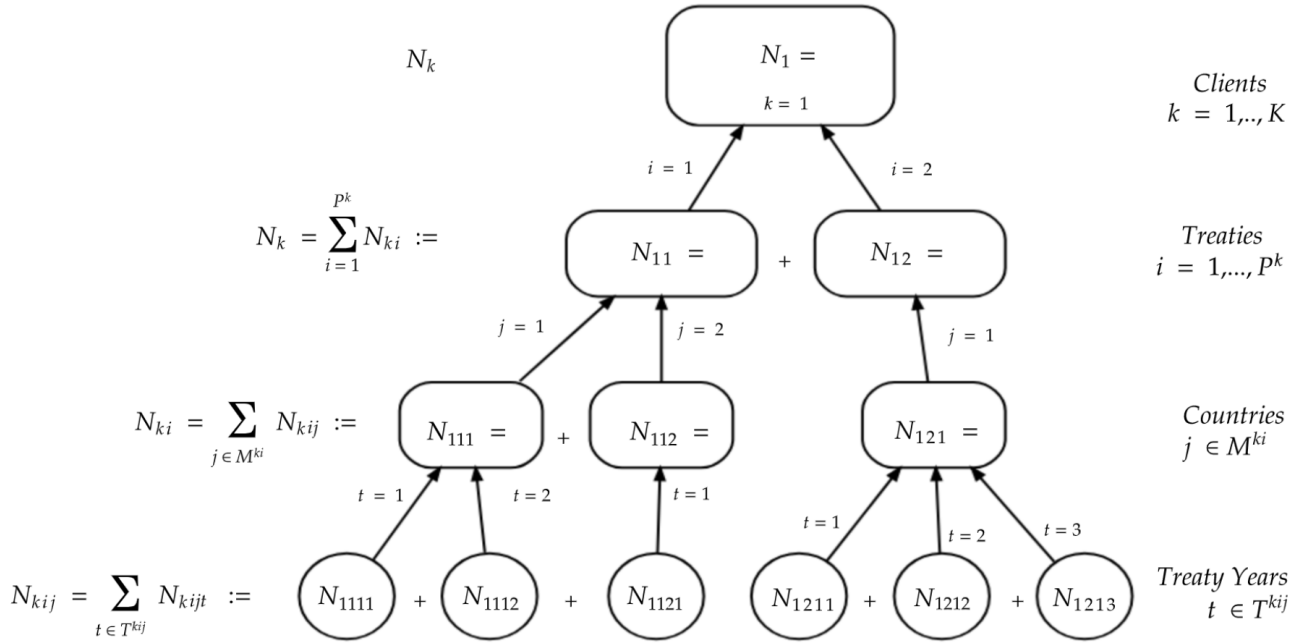 N_k
N_1 =
k = 1
Clients
k = 1,.., K
i = 1
i = 2
N_k = \sum_{i=1}^{P^k} N_{ki} :=
N_{11} =
+
N_{12} =
Treaties
i = 1,..., P^k
j = 1
j = 2
j = 1
N_{ki} = \sum_{j ∈ M^{ki}} N_{kij} :=
N_{111} =
+
N_{112} =
N_{121} =
Countries
j ∈ M^{ki}
t = 1
t = 2
t = 1
t = 1
t = 2
t = 3
N_{kij} = \sum_{t ∈ T^{kij}} N_{kijt} :=
N_{1111}
+
N_{1112}
+
N_{1121}
N_{1211}
+
N_{1212}
+
N_{1213}
Treaty Years
t ∈ T^{kij}